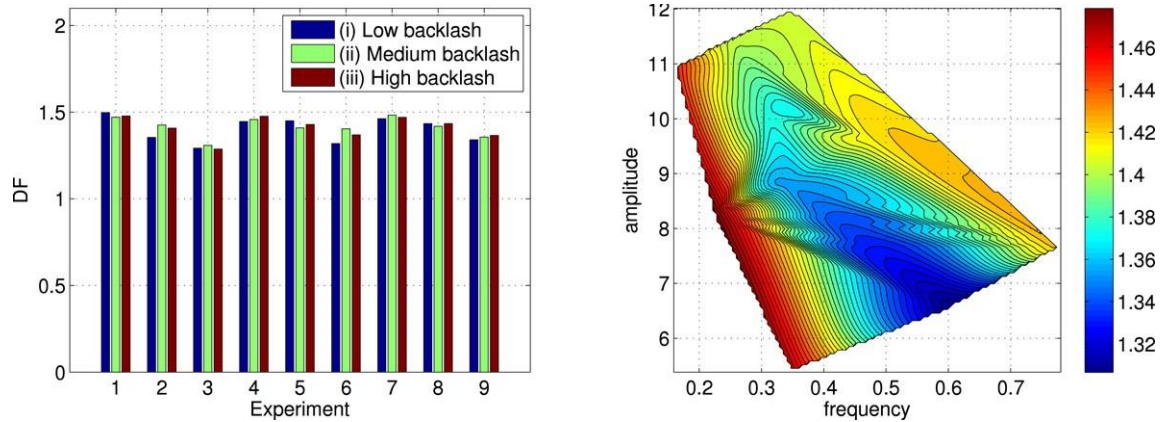 2
1.5
1
0.5
0
DF
(i) Low backlash
(ii) Medium backlash
(iii) High backlash
1 2 3 4 5 6 7 8 9
Experiment
12
11
10
9
8
7
6
amplitude
0.2 0.3 0.4 0.5 0.6 0.7
frequency
1.46
1.44
1.42
1.4
1.38
1.36
1.34
1.32